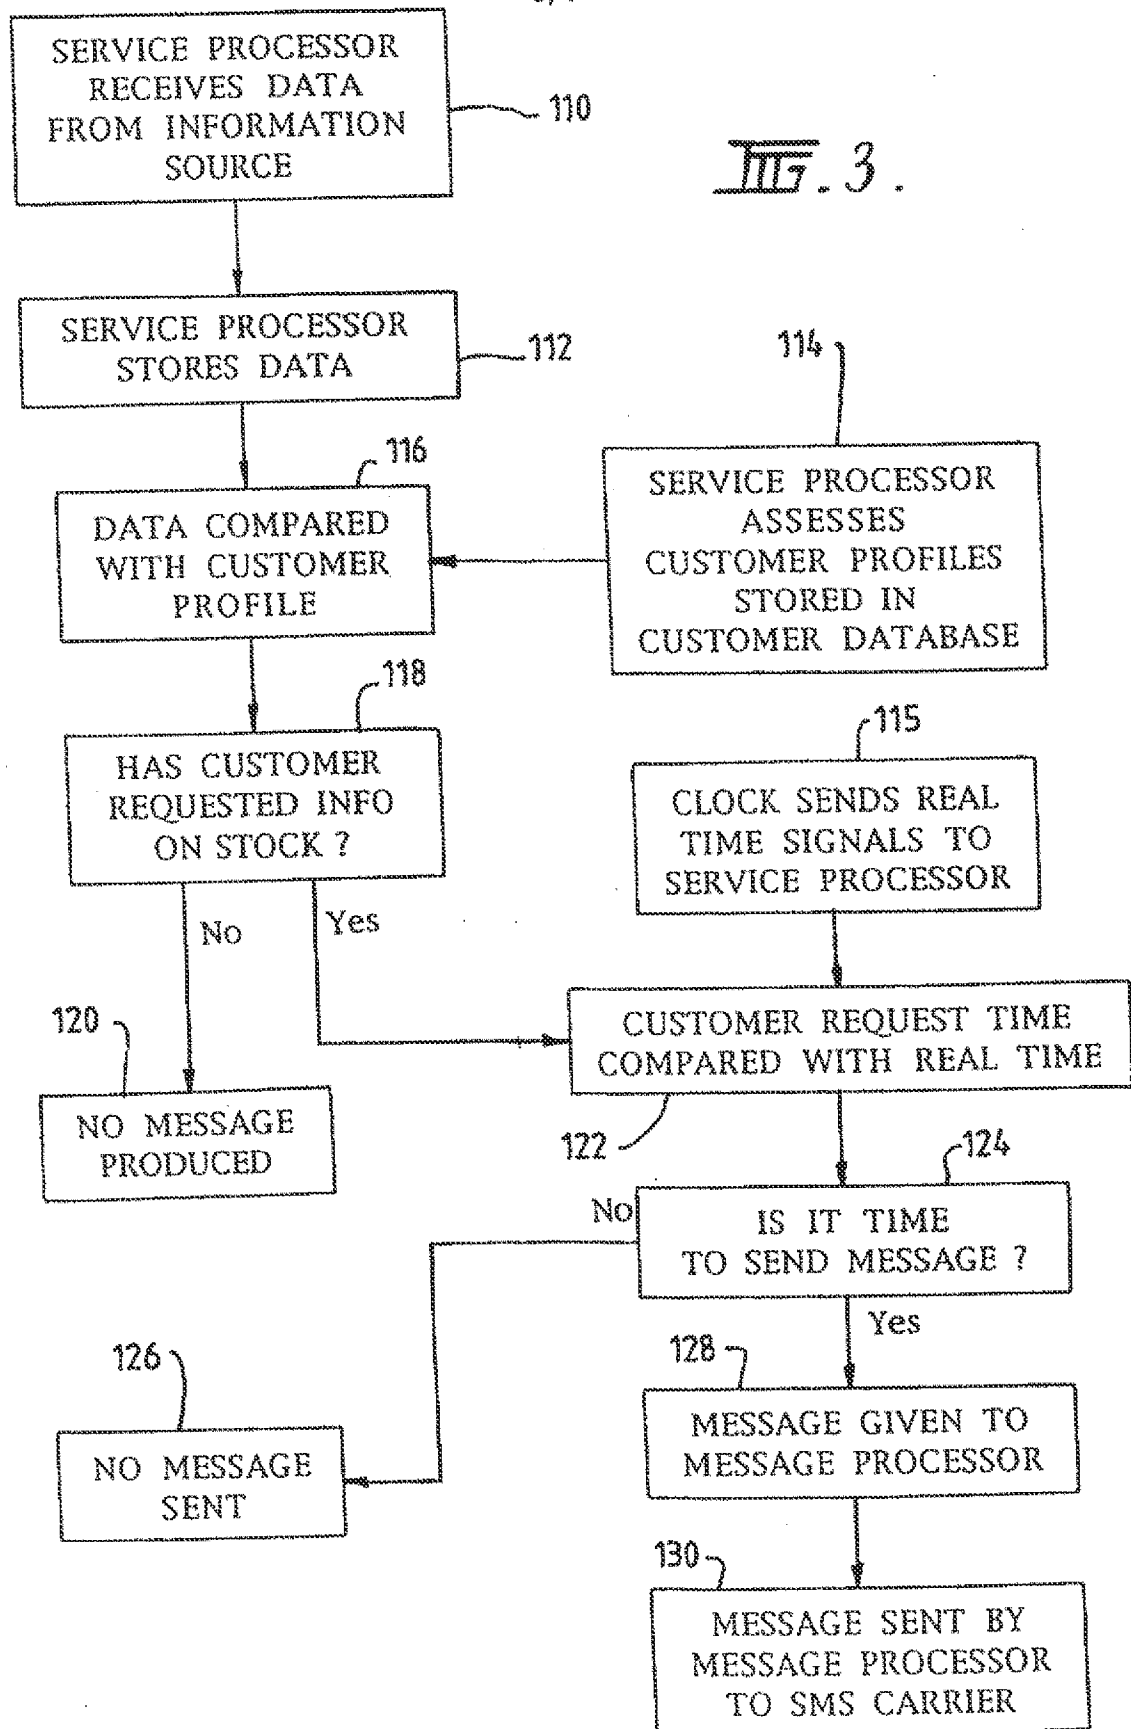 SERVICE PROCESSOR
RECEIVES DATA
FROM INFORMATION
SOURCE
110
FIG. 3.
SERVICE PROCESSOR
STORES DATA
112
114
116
DATA COMPARED
WITH CUSTOMER
PROFILE
SERVICE PROCESSOR
ASSESSES
CUSTOMER PROFILES
STORED IN
CUSTOMER DATABASE
118
HAS CUSTOMER
REQUESTED INFO
ON STOCK ?
115
CLOCK SENDS REAL
TIME SIGNALS TO
SERVICE PROCESSOR
No
Yes
120
NO MESSAGE
PRODUCED
CUSTOMER REQUEST TIME
COMPARED WITH REAL TIME
122
124
No
IS IT TIME
TO SEND MESSAGE ?
Yes
126
NO MESSAGE
SENT
128
MESSAGE GIVEN TO
MESSAGE PROCESSOR
130
MESSAGE SENT BY
MESSAGE PROCESSOR
TO SMS CARRIER